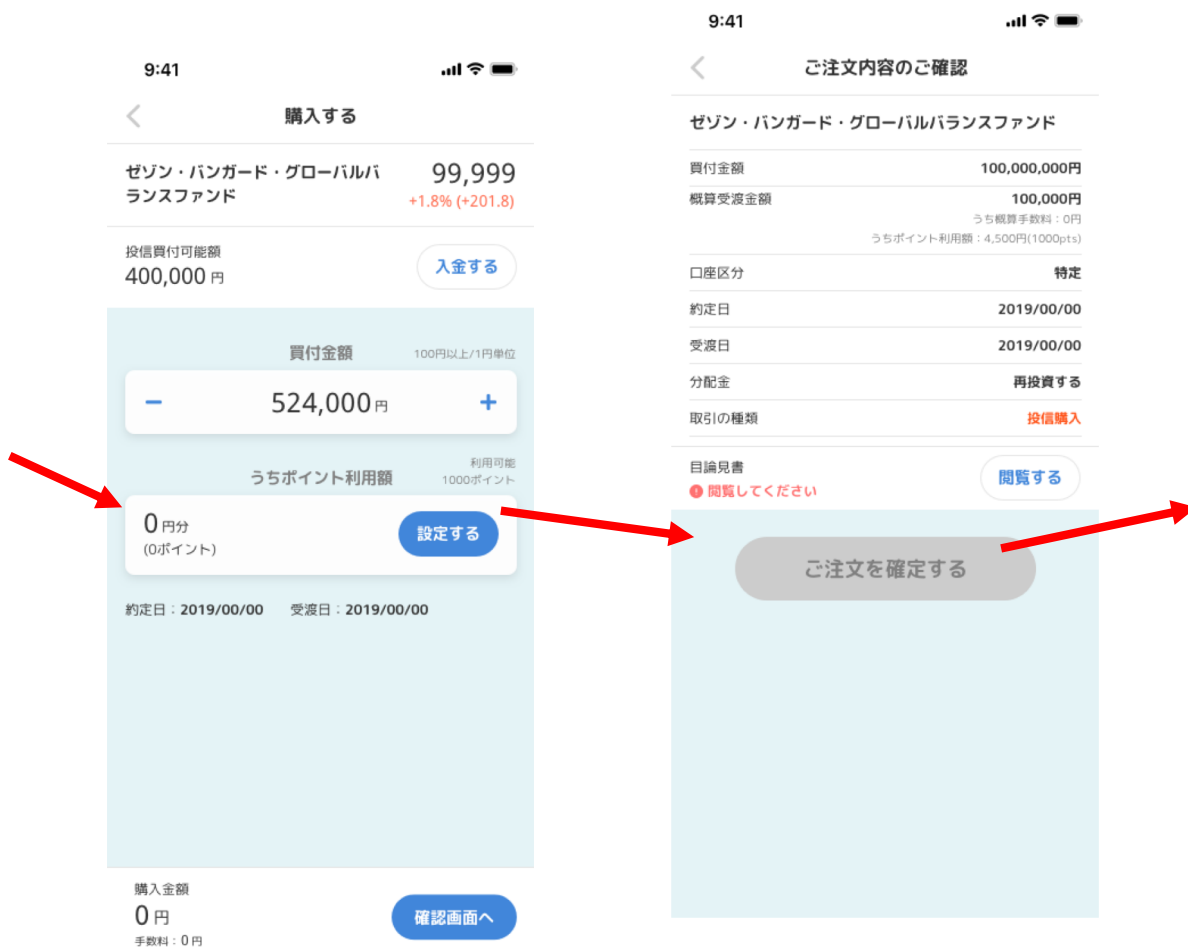 9:41
購入する
ゼゾン・バンガード・グローバルバ
ランスファンド
99,999
+1.8% (+201.8)
投信買付可能額
400,000 円
入金する
買付金額
100円以上/1円単位
− 524,000 円 +
うちポイント利用額
利用可能
1000ポイント
0 円分
(0ポイント)
設定する
約定日：2019/00/00 受渡日：2019/00/00
購入金額
0 円
手数料：0 円
確認画面へ
9:41
ご注文内容のご確認
ゼゾン・バンガード・グローバルバランスファンド
買付金額 100,000,000円
概算受渡金額 100,000円
うち概算手数料：0円
うちポイント利用額：4,500円(1000pts)
口座区分 特定
約定日 2019/00/00
受渡日 2019/00/00
分配金 再投資する
取引の種類 投信購入
目論見書
閲覧してください
閲覧する
ご注文を確定する